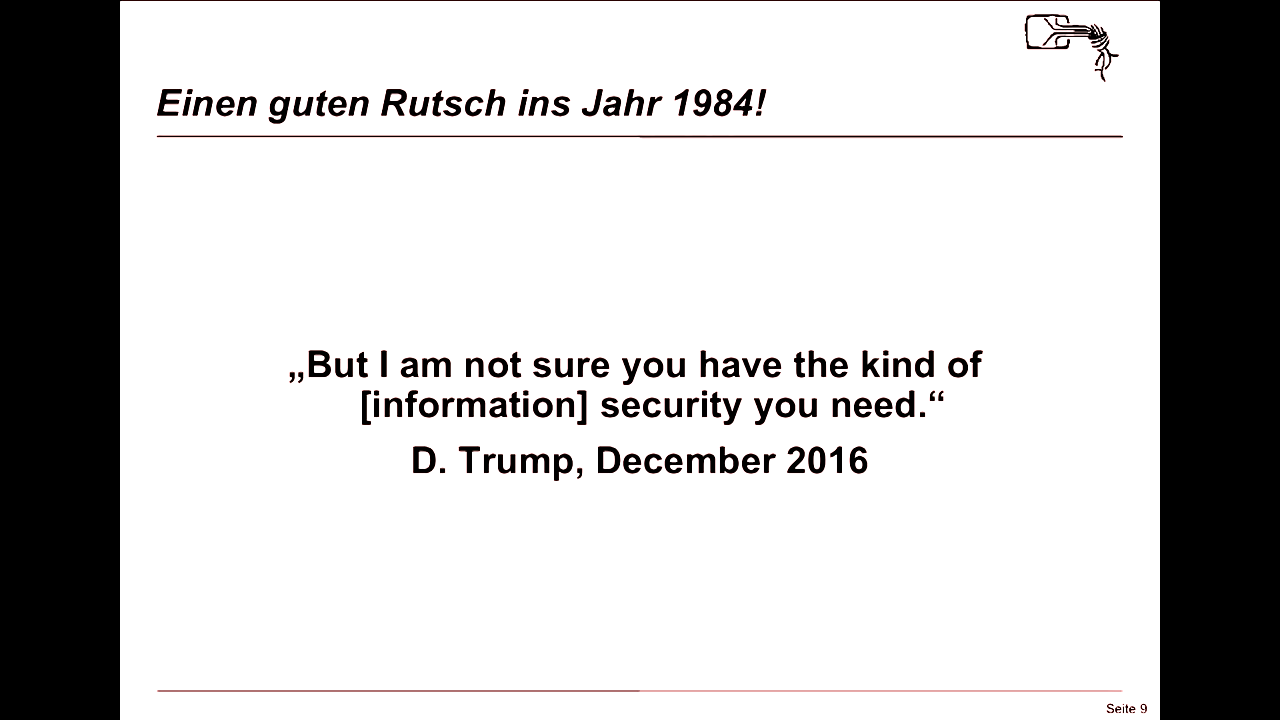 Einen guten Rutsch ins Jahr 1984!
„But I am not sure you have the kind of
[information] security you need.“
D. Trump, December 2016
Seite 9